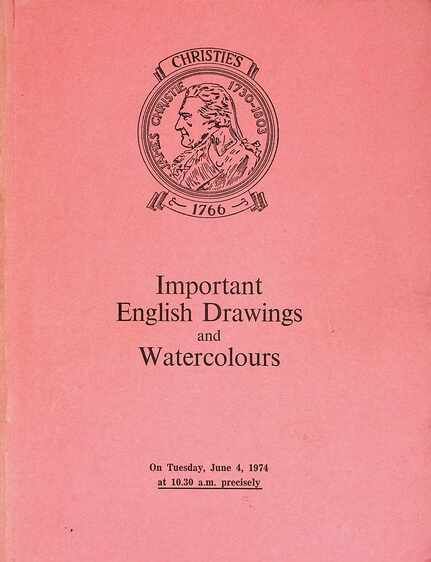 CHRISTIE'S
JAMES CHRISTIE 1730-1803
1766
Important
English Drawings
and
Watercolours
On Tuesday, June 4, 1974
at 10.30 a.m. precisely